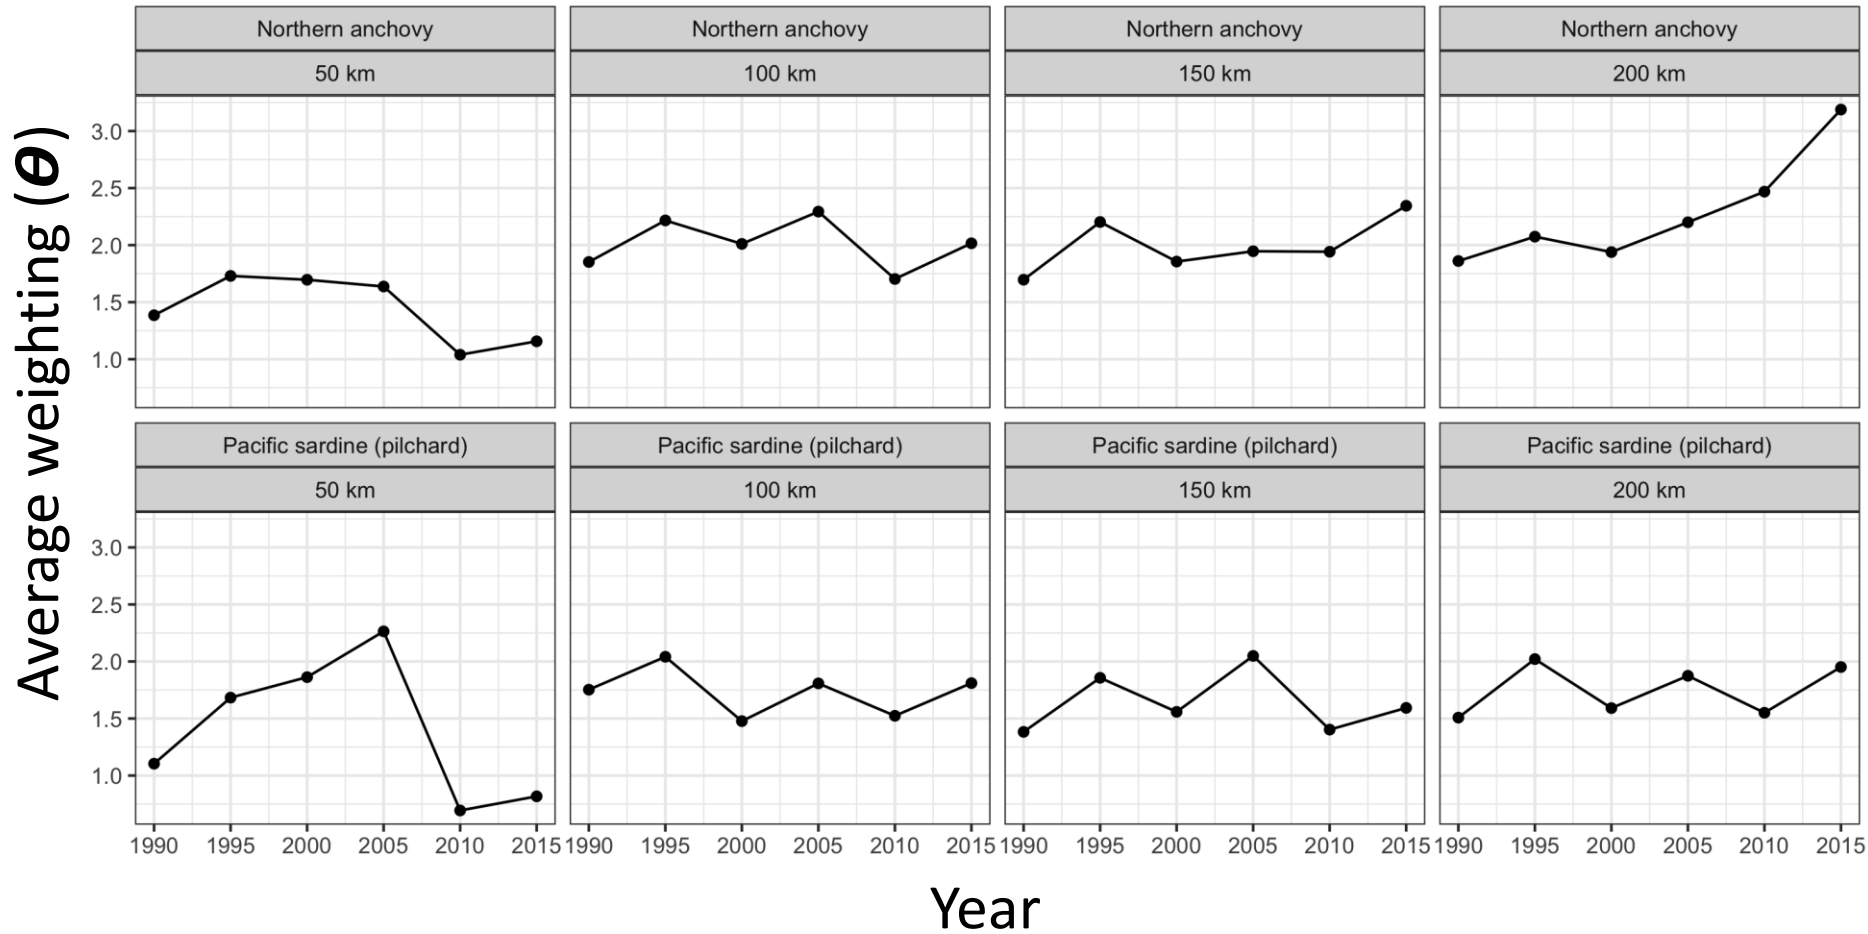 Northern anchovy Northern anchovy Northern anchovy Northern anchovy
50 km 100 km 150 km 200 km
3.0
2.5
2.0
1.5
1.0
Average weighting (θ)
Pacific sardine (pilchard) Pacific sardine (pilchard) Pacific sardine (pilchard) Pacific sardine (pilchard)
50 km 100 km 150 km 200 km
3.0
2.5
2.0
1.5
1.0
1990 1995 2000 2005 2010 2015 1990 1995 2000 2005 2010 2015 1990 1995 2000 2005 2010 2015 1990 1995 2000 2005 2010 2015
Year